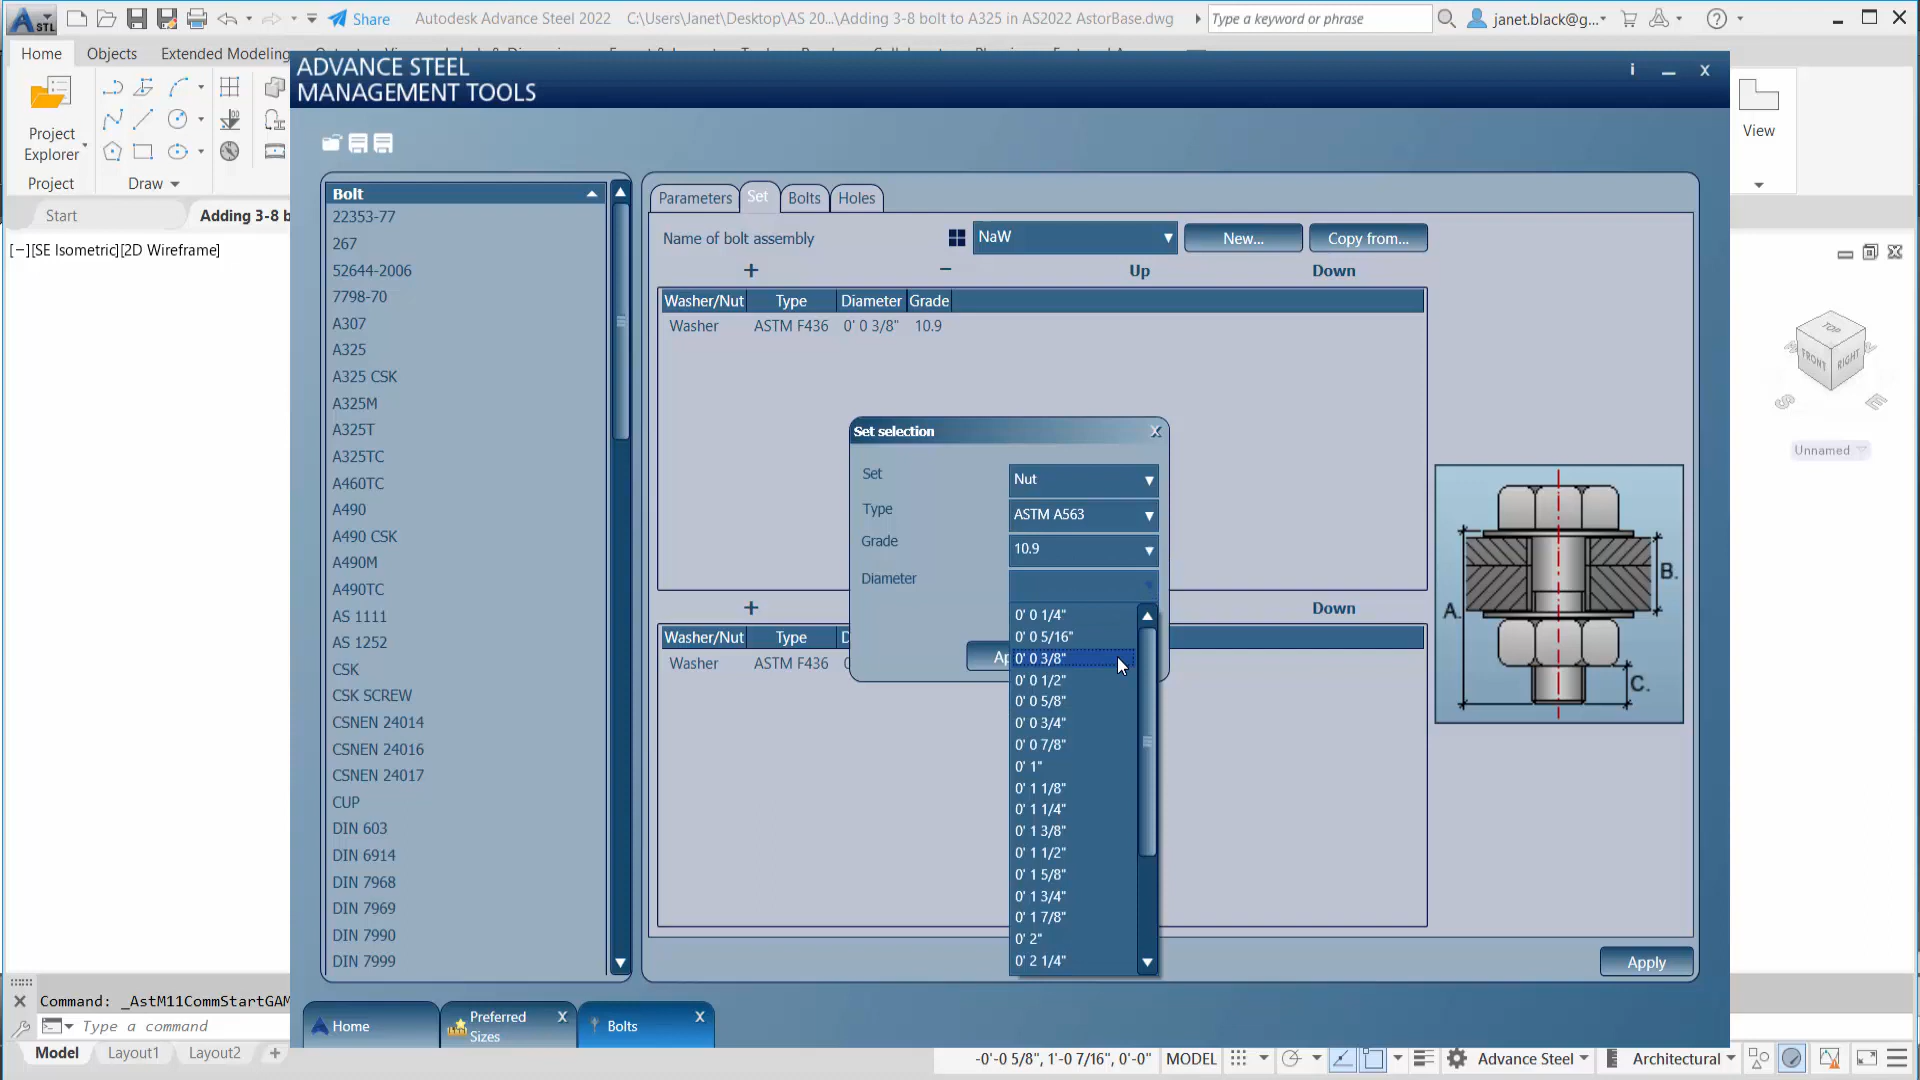 STL
Share
Autodesk Advance Steel 2022
C:\Users\Janet\Desktop\AS 20...\Adding 3-8 bolt to A325 in AS2022 AstorBase.dwg
Type a keyword or phrase
janet.black@g...
Home
Objects
Extended Modeling
Project
Explorer
Project
Draw
View
Start
Adding 3-8 b
[−][SE Isometric][2D Wireframe]
ADVANCE STEEL
MANAGEMENT TOOLS
i
x
Bolt
22353-77
267
52644-2006
7798-70
A307
A325
A325 CSK
A325M
A325T
A325TC
A460TC
A490
A490 CSK
A490M
A490TC
AS 1111
AS 1252
CSK
CSK SCREW
CSNEN 24014
CSNEN 24016
CSNEN 24017
CUP
DIN 603
DIN 6914
DIN 7968
DIN 7969
DIN 7990
DIN 7999
Parameters
Set
Bolts
Holes
Name of bolt assembly
NaW
New...
Copy from...
+
−
Up
Down
Washer/Nut Type Diameter Grade
Washer ASTM F436 0' 0 3/8" 10.9
Set selection
X
Set
Nut
Type
ASTM A563
Grade
10.9
Diameter
0' 0 1/4"
0' 0 5/16"
0' 0 3/8"
0' 0 1/2"
0' 0 5/8"
0' 0 3/4"
0' 0 7/8"
0' 1"
0' 1 1/8"
0' 1 1/4"
0' 1 3/8"
0' 1 1/2"
0' 1 5/8"
0' 1 3/4"
0' 1 7/8"
0' 2"
0' 2 1/4"
+
Down
Washer/Nut Type D
Washer ASTM F436 0
Ap
A.
B.
C.
Apply
TOP
FRONT
RIGHT
S
E
Unnamed
Home
Preferred
Sizes
X
Bolts
X
Command: _AstM11CommStartGAM
Type a command
Model
Layout1
Layout2
+
-0'-0 5/8", 1'-0 7/16", 0'-0"
MODEL
Advance Steel
Architectural